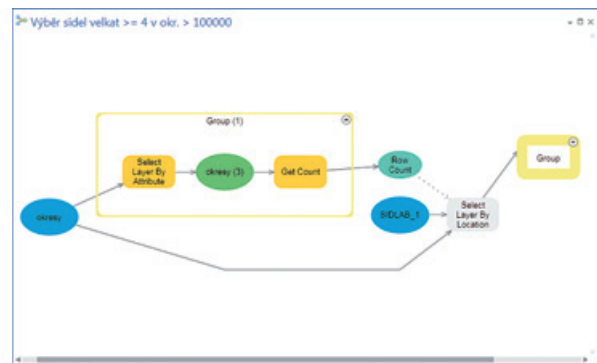 Výběr sídel velkat >= 4 v okr. > 100000
Group (1)
Select
Layer By
Attribute
okresy (3)
Get Count
Row
Count
Group
okresy
SIDLAB_1
Select
Layer By
Location